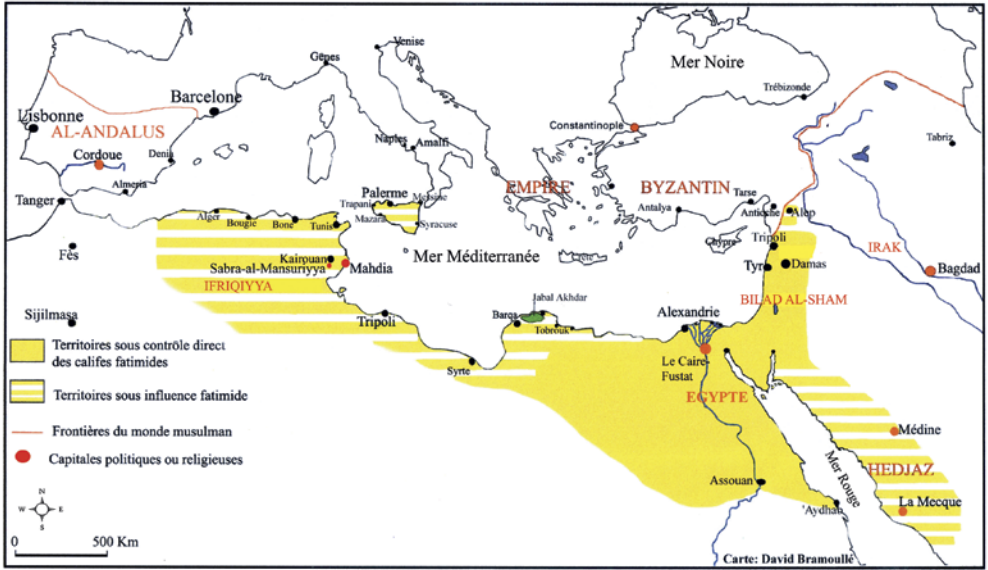 Venise
Gênes
Mer Noire
Trébizonde
Barcelone
Lisbonne
AL-ANDALUS
Constantinople
Tabriz
Cordoue
Denia
Naples
Amalfi
Almeria
EMPIRE
BYZANTIN
Tanger
Palerme
Messine
Trapani
Mazara
Syracuse
Antalya
Tarse
Antioche
Alep
Alger
Bougie
Bone
Tunis
Fès
Kairouan
Sabra-al-Mansuriyya
Mahdia
IFRIQIYYA
Mer Méditerranée
Crète
Chypre
Tripoli
Tyr
Damas
IRAK
Bagdad
BILAD AL-SHAM
Sijilmasa
Tripoli
Jabal Akhdar
Barqa
Tobrouk
Alexandrie
Syrte
Le Caire-
Fustat
EGYPTE
Territoires sous contrôle direct
des califes fatimides
Territoires sous influence fatimide
Frontières du monde musulman
Capitales politiques ou religieuses
Médine
HEDJAZ
Mer Rouge
La Mecque
Assouan
'Aydhab
N
W
E
S
0
500 Km
Carte: David Bramoullé